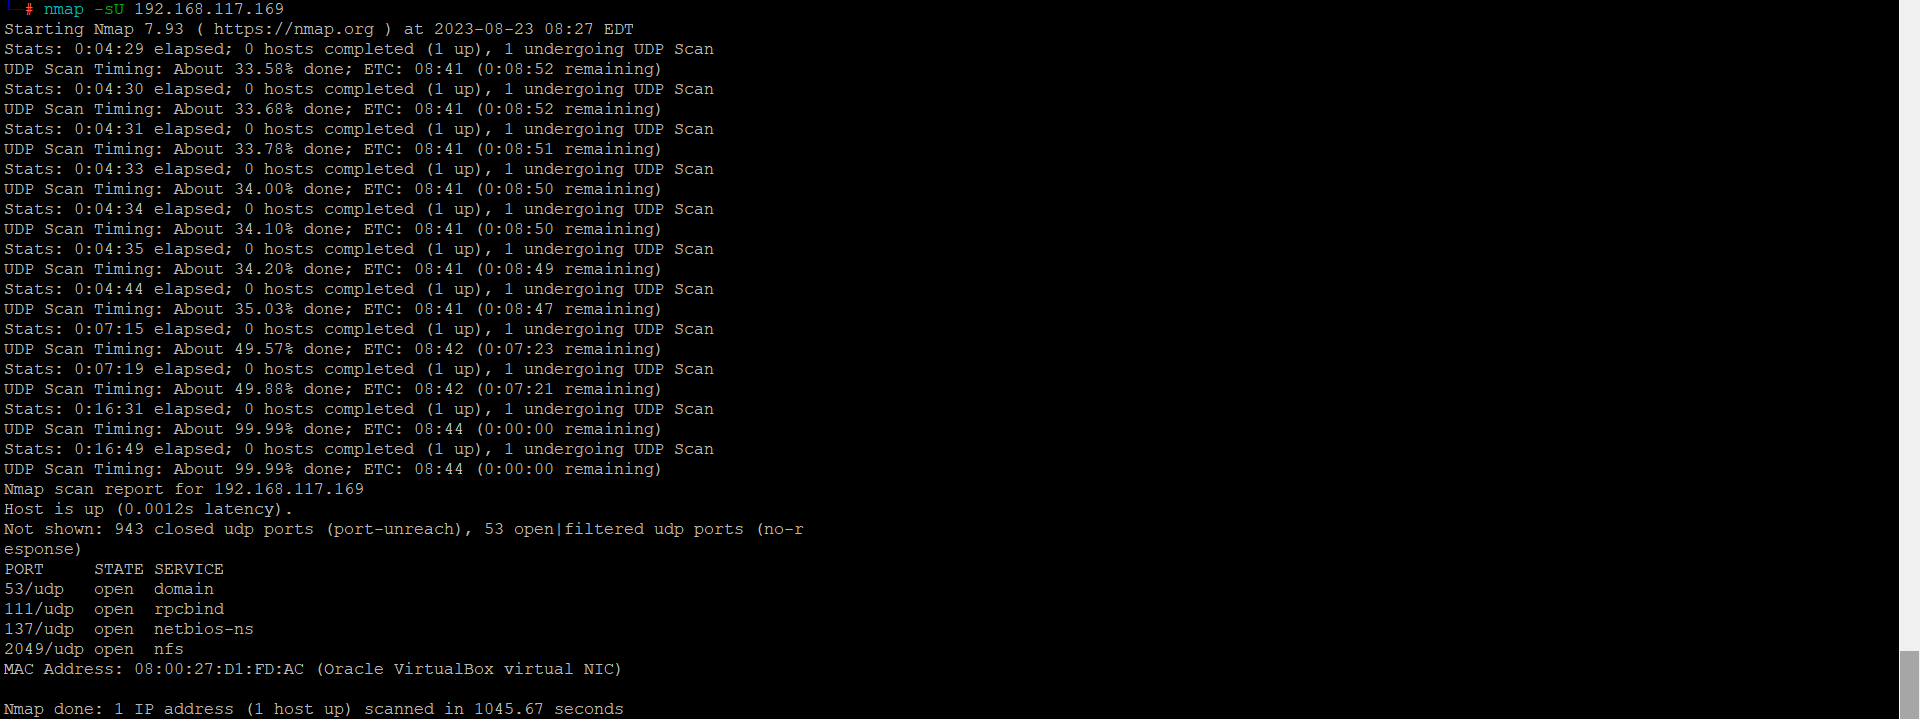 # nmap -sU 192.168.117.169
Starting Nmap 7.93 ( https://nmap.org ) at 2023-08-23 08:27 EDT
Stats: 0:04:29 elapsed; 0 hosts completed (1 up), 1 undergoing UDP Scan
UDP Scan Timing: About 33.58% done; ETC: 08:41 (0:08:52 remaining)
Stats: 0:04:30 elapsed; 0 hosts completed (1 up), 1 undergoing UDP Scan
UDP Scan Timing: About 33.68% done; ETC: 08:41 (0:08:52 remaining)
Stats: 0:04:31 elapsed; 0 hosts completed (1 up), 1 undergoing UDP Scan
UDP Scan Timing: About 33.78% done; ETC: 08:41 (0:08:51 remaining)
Stats: 0:04:33 elapsed; 0 hosts completed (1 up), 1 undergoing UDP Scan
UDP Scan Timing: About 34.00% done; ETC: 08:41 (0:08:50 remaining)
Stats: 0:04:34 elapsed; 0 hosts completed (1 up), 1 undergoing UDP Scan
UDP Scan Timing: About 34.10% done; ETC: 08:41 (0:08:50 remaining)
Stats: 0:04:35 elapsed; 0 hosts completed (1 up), 1 undergoing UDP Scan
UDP Scan Timing: About 34.20% done; ETC: 08:41 (0:08:49 remaining)
Stats: 0:04:44 elapsed; 0 hosts completed (1 up), 1 undergoing UDP Scan
UDP Scan Timing: About 35.03% done; ETC: 08:41 (0:08:47 remaining)
Stats: 0:07:15 elapsed; 0 hosts completed (1 up), 1 undergoing UDP Scan
UDP Scan Timing: About 49.57% done; ETC: 08:42 (0:07:23 remaining)
Stats: 0:07:19 elapsed; 0 hosts completed (1 up), 1 undergoing UDP Scan
UDP Scan Timing: About 49.88% done; ETC: 08:42 (0:07:21 remaining)
Stats: 0:16:31 elapsed; 0 hosts completed (1 up), 1 undergoing UDP Scan
UDP Scan Timing: About 99.99% done; ETC: 08:44 (0:00:00 remaining)
Stats: 0:16:49 elapsed; 0 hosts completed (1 up), 1 undergoing UDP Scan
UDP Scan Timing: About 99.99% done; ETC: 08:44 (0:00:00 remaining)
Nmap scan report for 192.168.117.169
Host is up (0.0012s latency).
Not shown: 943 closed udp ports (port-unreach), 53 open|filtered udp ports (no-r
esponse)
PORT     STATE SERVICE
53/udp   open  domain
111/udp  open  rpcbind
137/udp  open  netbios-ns
2049/udp open  nfs
MAC Address: 08:00:27:D1:FD:AC (Oracle VirtualBox virtual NIC)
Nmap done: 1 IP address (1 host up) scanned in 1045.67 seconds